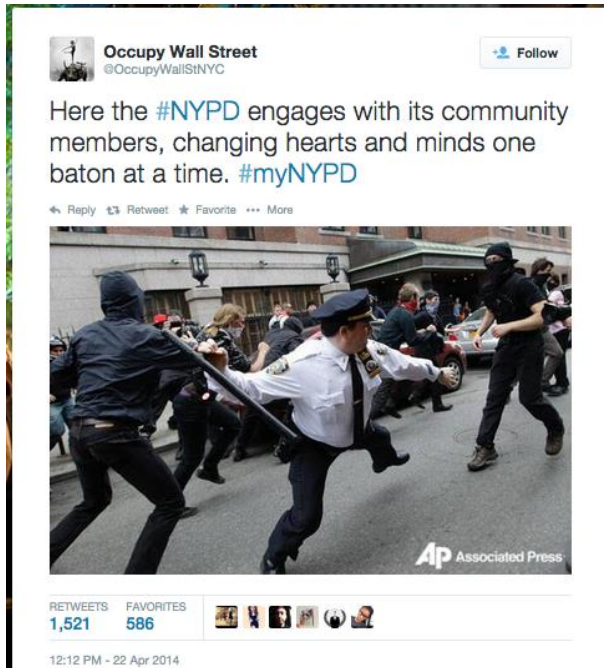 Occupy Wall Street
@OccupyWallStNYC
Follow
Here the #NYPD engages with its community
members, changing hearts and minds one
baton at a time. #myNYPD
Reply Retweet Favorite ••• More
AP Associated Press
RETWEETS FAVORITES
1,521 586
12:12 PM - 22 Apr 2014